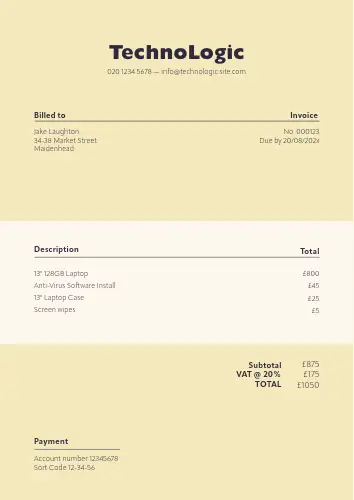 TechnoLogic
020 1234 5678 — info@technologic.site.com
Billed to
Invoice
Jake Laughton
No 000123
34-38 Market Street
Due by 20/08/2024
Maidenhead
Description
Total
13" 128GB Laptop
£800
Anti-Virus Software Install
£45
13" Laptop Case
£25
Screen wipes
£5
Subtotal £875
VAT @ 20% £175
TOTAL £1050
Payment
Account number 12345678
Sort Code 12-34-56